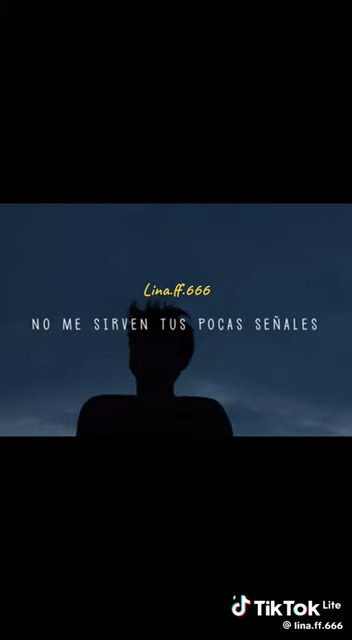 Lina.ff.666
NO ME SIRVEN TUS POCAS SEÑALES
TikTok Lite
@ lina.ff.666